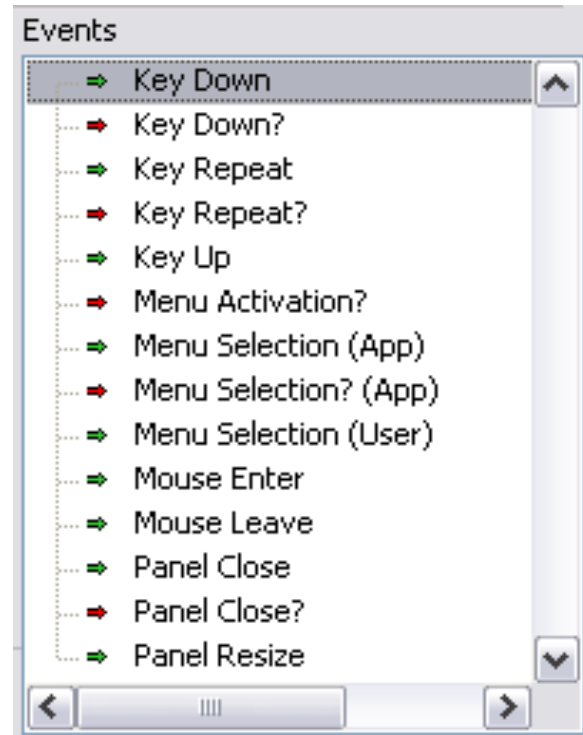 Events
Key Down
Key Down?
Key Repeat
Key Repeat?
Key Up
Menu Activation?
Menu Selection (App)
Menu Selection? (App)
Menu Selection (User)
Mouse Enter
Mouse Leave
Panel Close
Panel Close?
Panel Resize